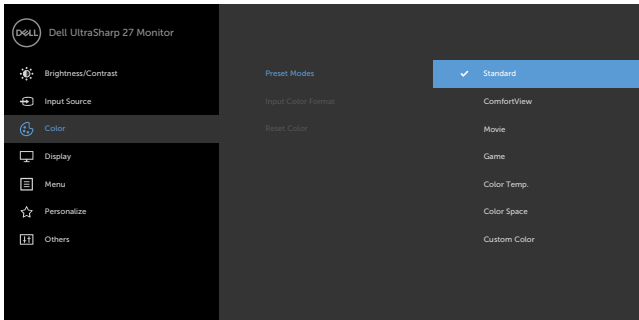 DELL Dell UltraSharp 27 Monitor
Brightness/Contrast
Input Source
Color
Display
Menu
Personalize
Others
Preset Modes
Input Color Format
Reset Color
Standard
ComfortView
Movie
Game
Color Temp.
Color Space
Custom Color